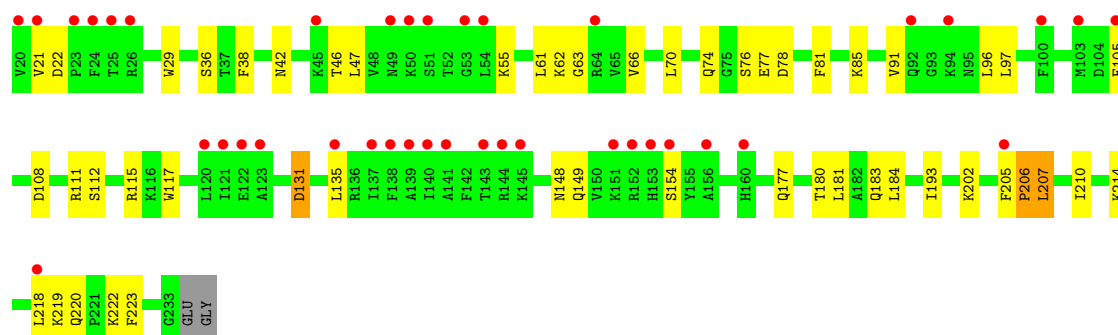 V20 V21 D22 P23 F24 T25 R26 W29 S36 T37 F38 N42 K45 T46 L47 V48 N49 K50 S51 T52 G53 L54 K55 L61 K62 G63 R64 V65 V66 L70 Q74 G75 S76 E77 D78 F81 K85 V91 Q92 G93 K94 N95 L96 L97 F100 M103 D104
D108 R111 S112 R115 K116 W117 L120 I121 E122 A123 D131 L135 R136 I137 F138 A139 I140 A141 F142 T143 R144 K145 N148 Q149 V150 K151 R152 H153 S154 Y155 A156 H160 Q177 T180 L181 A182 Q183 L184 I193 K202 F205 P206 L207 I210 K214
L218 K219 Q220 P221 K222 F223 G233 GLU GLY